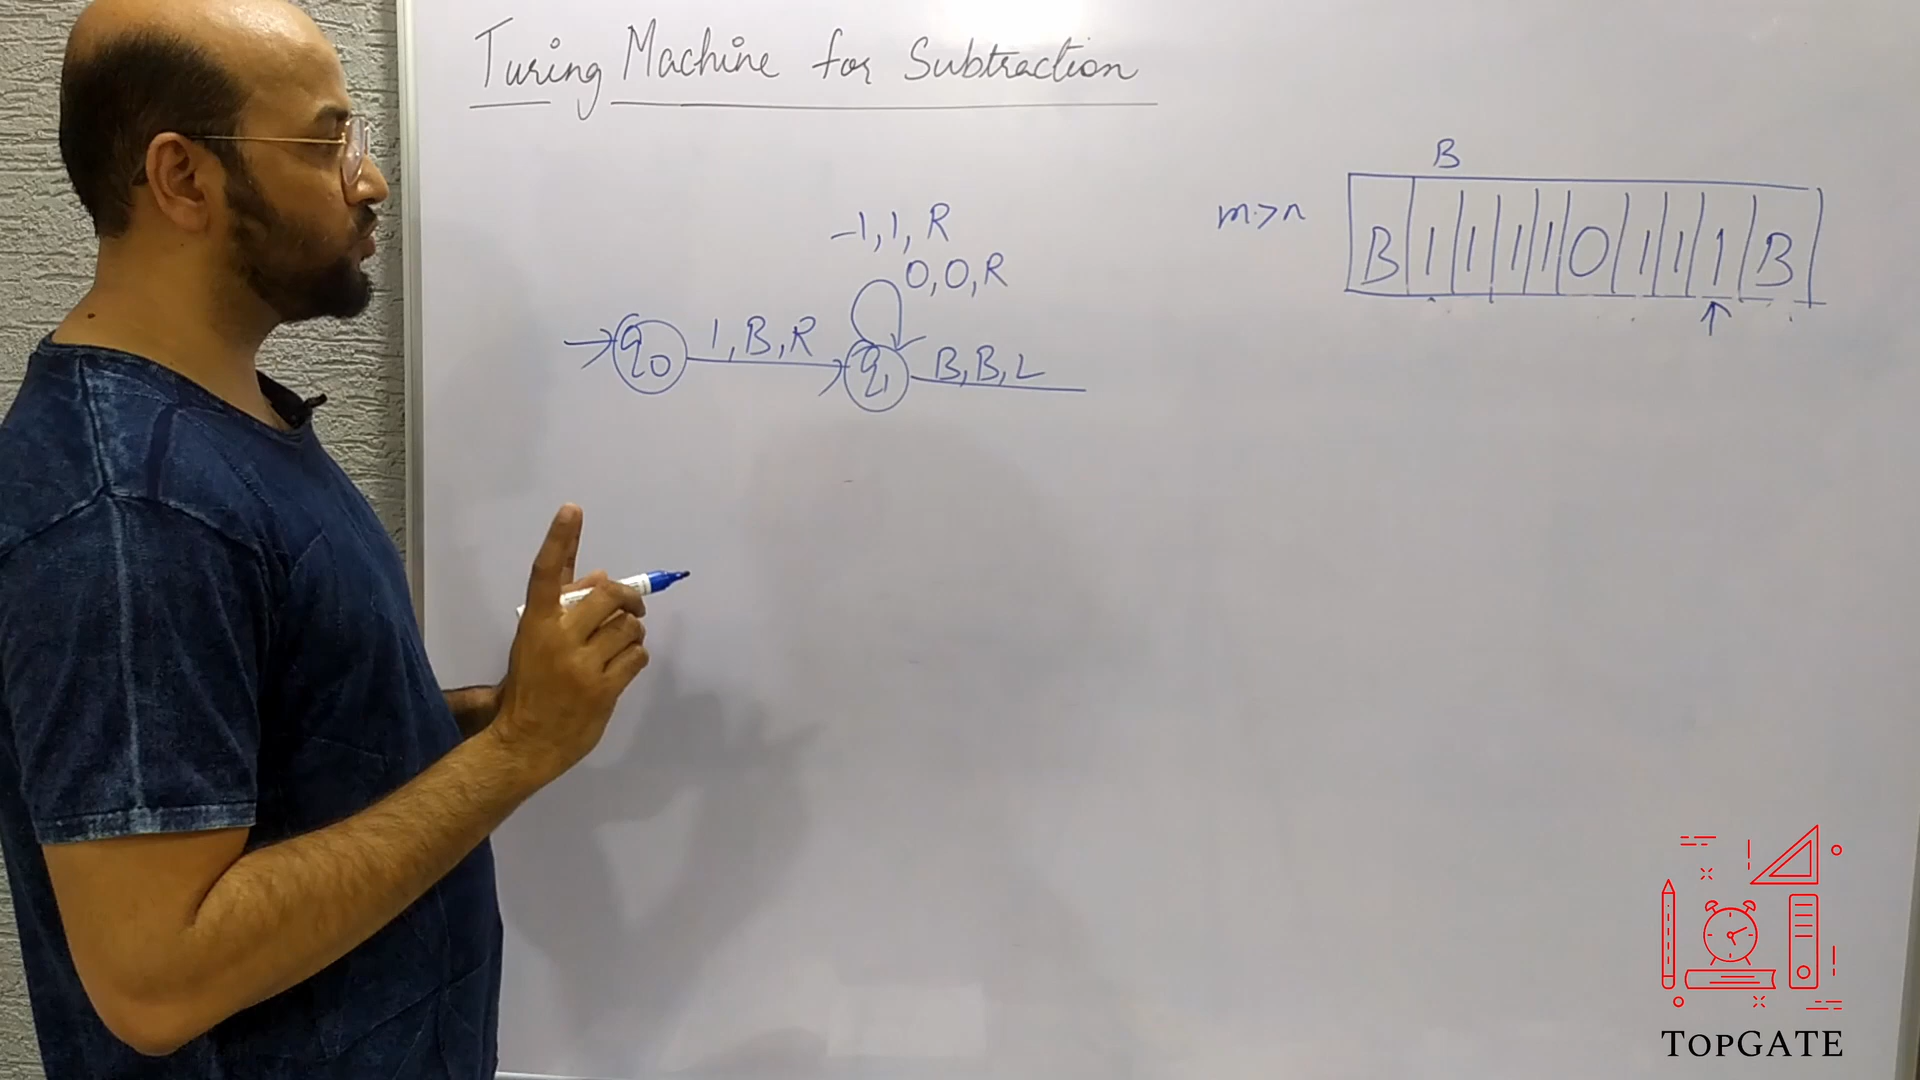 Turing Machine for Subtraction
B
m>n
B 1 1 1 1 0 1 1 1 B
1, 1, R
0, 0, R
q0
1, B, R
q1
B, B, L
TOPGATE